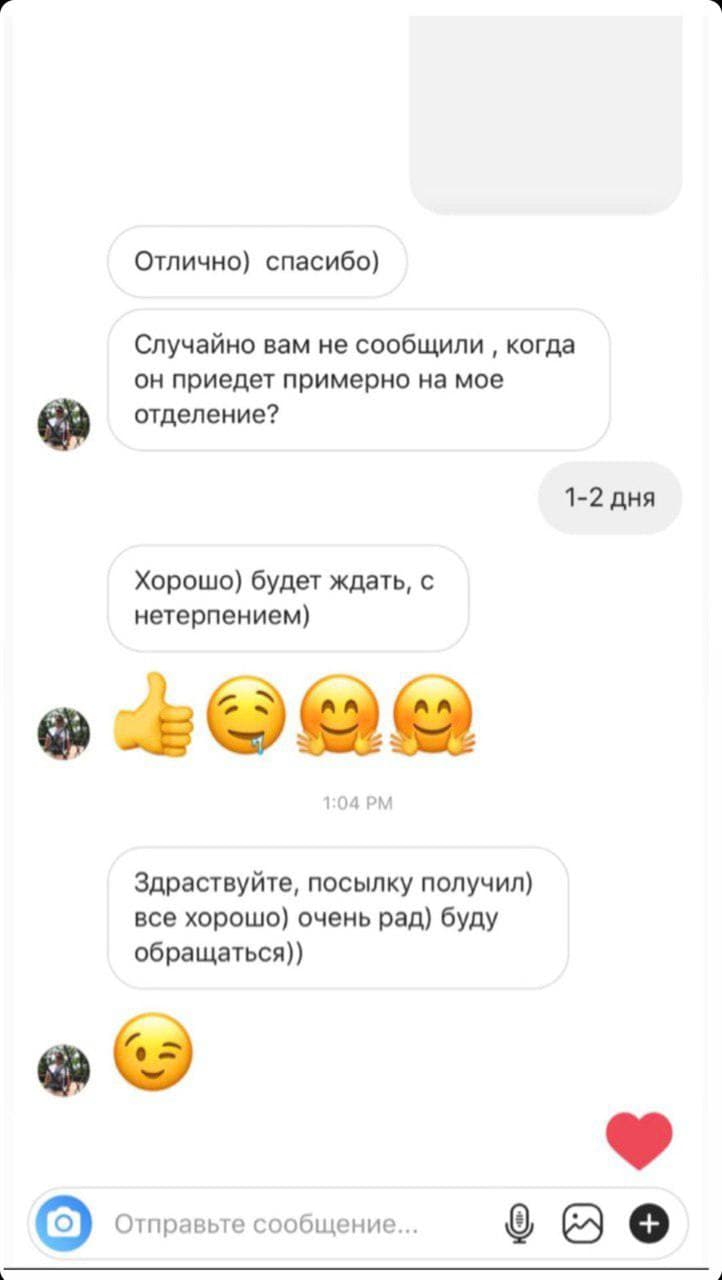 Отлично)  спасибо)
Случайно вам не сообщили , когда
он приедет примерно на мое
отделение?
1-2 дня
Хорошо) будет ждать, с
нетерпением)
1:04 PM
Здраствуйте, посылку получил)
все хорошо) очень рад) буду
обращаться))
Отправьте сообщение...